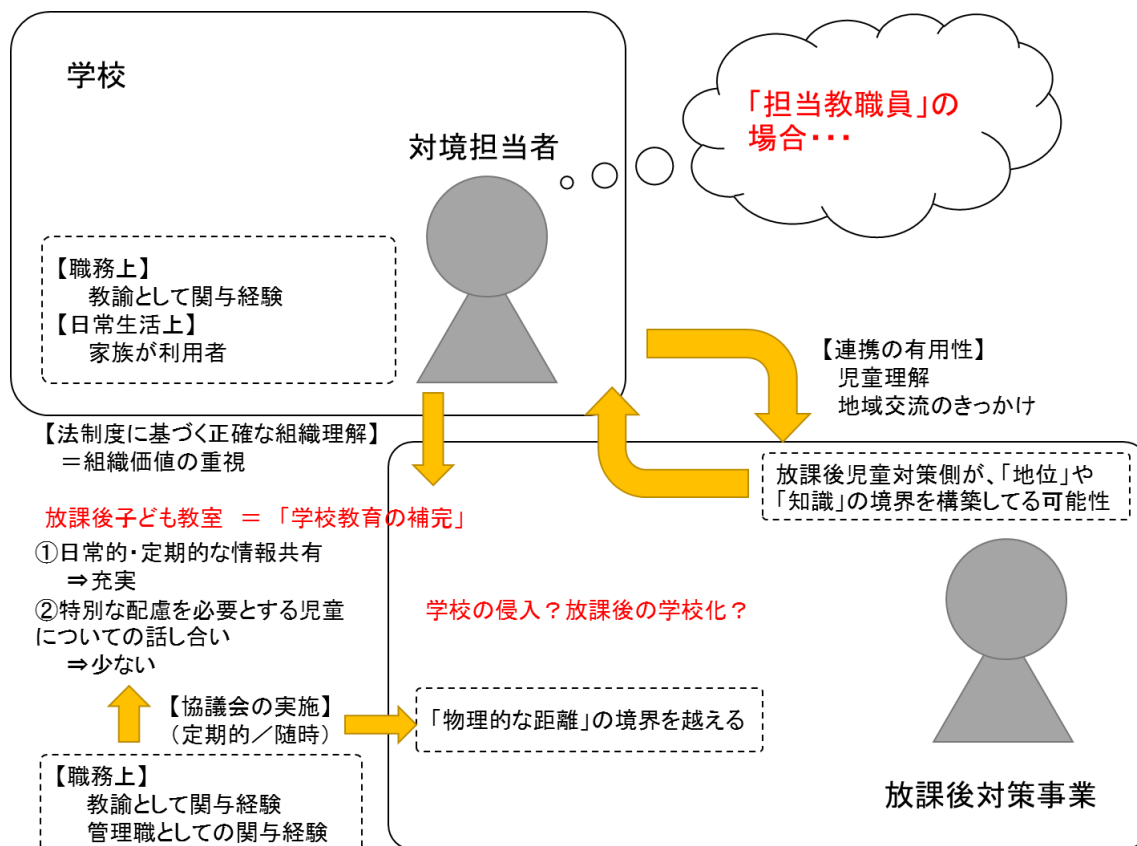 学校
「担当教職員」の
場合・・・
対境担当者
【職務上】
教諭として関与経験
【日常生活上】
家族が利用者
【連携の有用性】
児童理解
地域交流のきっかけ
【法制度に基づく正確な組織理解】
＝組織価値の重視
放課後児童対策側が、「地位」や
「知識」の境界を構築してる可能性
放課後子ども教室　＝　「学校教育の補完」
①日常的・定期的な情報共有
⇒充実
②特別な配慮を必要とする児童
についての話し合い
⇒少ない
学校の侵入？放課後の学校化？
【協議会の実施】
（定期的／随時）
「物理的な距離」の境界を越える
【職務上】
教諭として関与経験
管理職としての関与経験
放課後対策事業